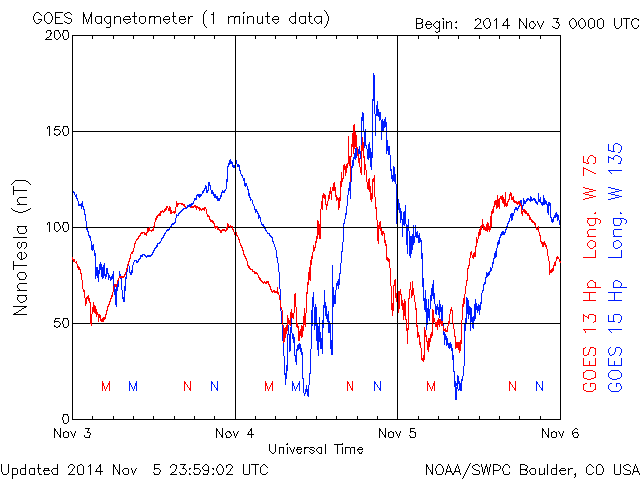 GOES Magnetometer (1 minute data)
Begin: 2014 Nov 3 0000 UTC
200
150
100
50
0
NanoTesla (nT)
M M N N M M N N M N N
Nov 3 Nov 4 Nov 5 Nov 6
Universal Time
GOES 13 Hp Long. W 75
GOES 15 Hp Long. W 135
Updated 2014 Nov 5 23:59:02 UTC
NOAA/SWPC Boulder, CO USA